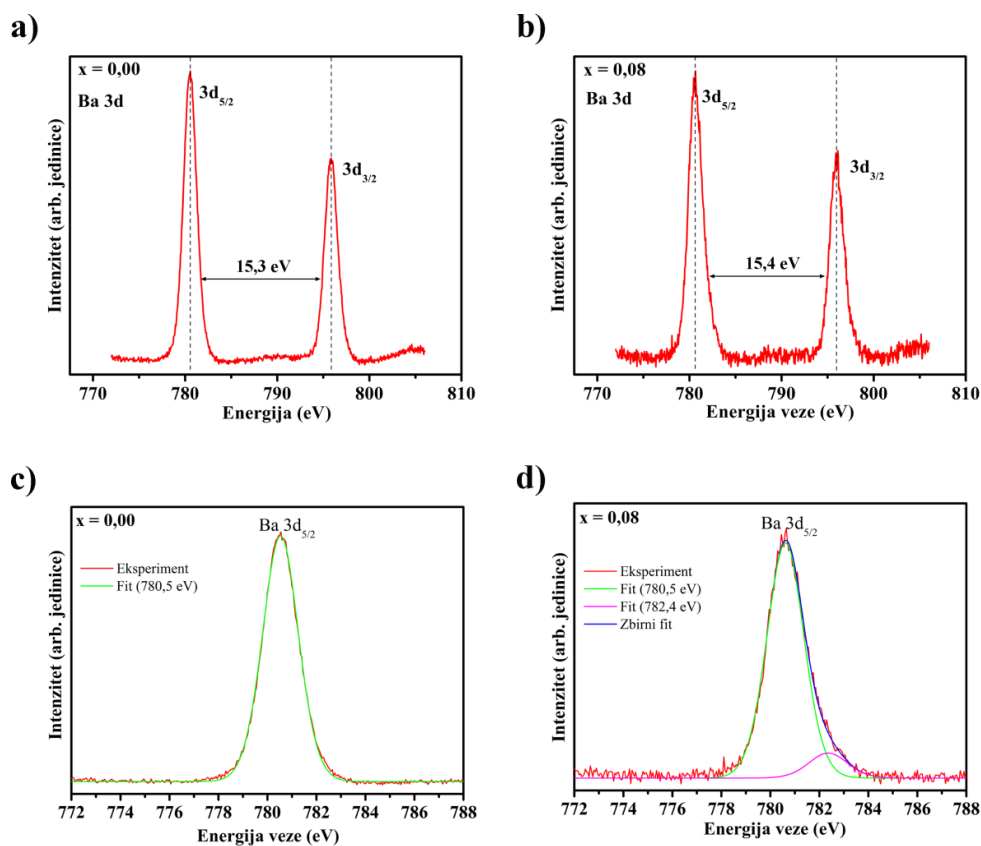 a)
x = 0,00
Ba 3d
3d5/2
3d3/2
15,3 eV
Intenzitet (arb. jedinice)
770 780 790 800 810
Energija (eV)
b)
x = 0,08
Ba 3d
3d5/2
3d3/2
15,4 eV
Intenzitet (arb. jedinice)
770 780 790 800 810
Energija veze (eV)
c)
x = 0,00
Ba 3d5/2
Eksperiment
Fit (780,5 eV)
Intenzitet (arb. jedinice)
772 774 776 778 780 782 784 786 788
Energija veze (eV)
d)
x = 0,08
Ba 3d5/2
Eksperiment
Fit (780,5 eV)
Fit (782,4 eV)
Zbirni fit
Intenzitet (arb. jedinice)
772 774 776 778 780 782 784 786 788
Energija veze (eV)